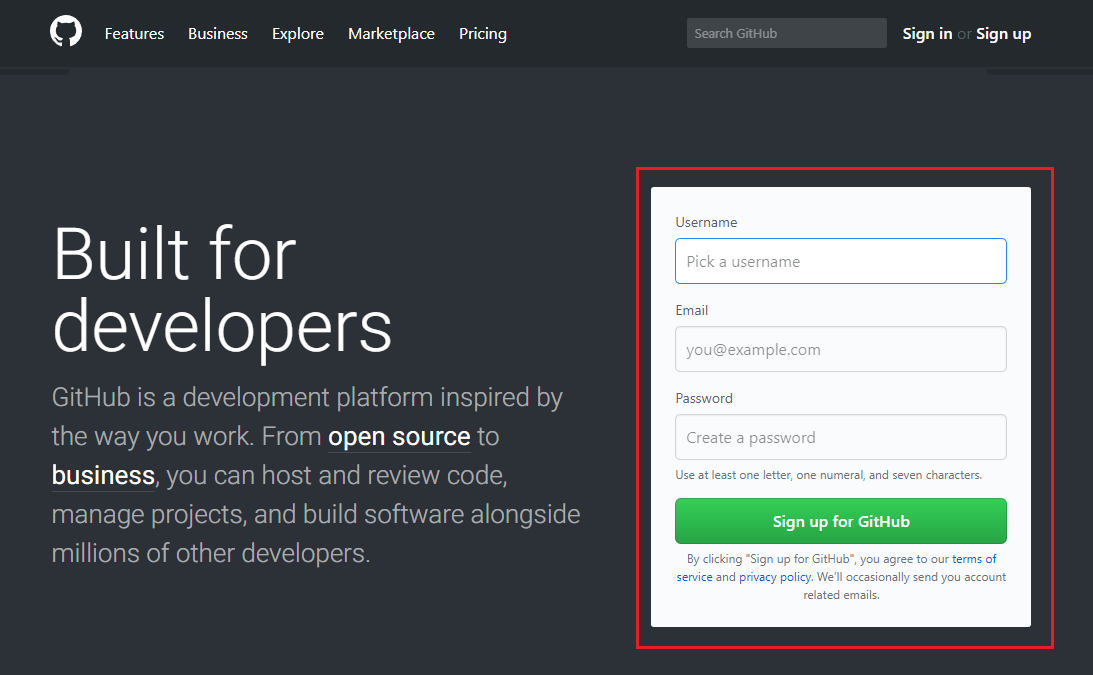 Features Business Explore Marketplace Pricing Search GitHub Sign in or Sign up
Built for
developers
GitHub is a development platform inspired by
the way you work. From open source to
business, you can host and review code,
manage projects, and build software alongside
millions of other developers.
Username
Pick a username
Email
you@example.com
Password
Create a password
Use at least one letter, one numeral, and seven characters.
Sign up for GitHub
By clicking "Sign up for GitHub", you agree to our terms of
service and privacy policy. We'll occasionally send you account
related emails.